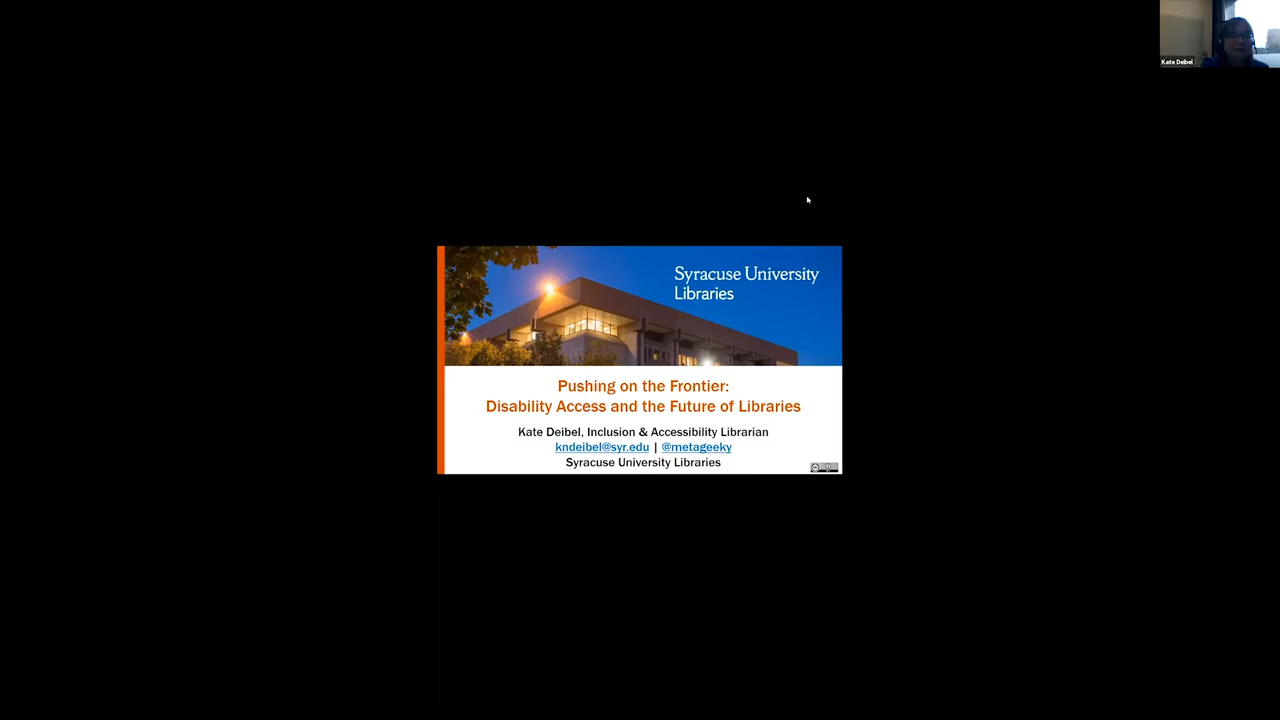 Kate Deibel
Syracuse University
Libraries
Pushing on the Frontier:
Disability Access and the Future of Libraries
Kate Deibel, Inclusion & Accessibility Librarian
kndeibel@syr.edu | @metageeky
Syracuse University Libraries